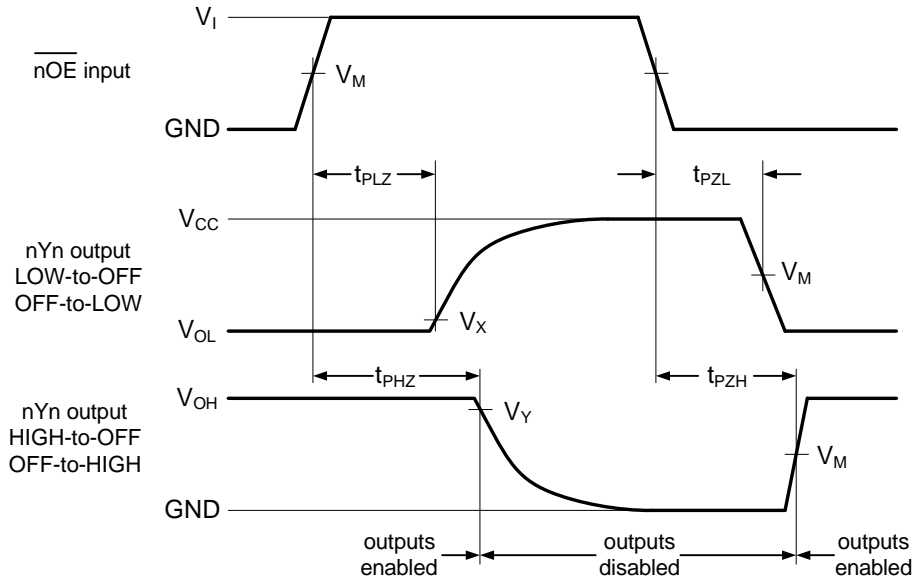 V_I
nOE input
V_M
GND
t_PLZ
t_PZL
V_CC
nYn output
LOW-to-OFF
OFF-to-LOW
V_M
V_X
V_OL
t_PHZ
t_PZH
V_OH
nYn output
HIGH-to-OFF
OFF-to-HIGH
V_Y
V_M
GND
outputs
enabled
outputs
disabled
outputs
enabled